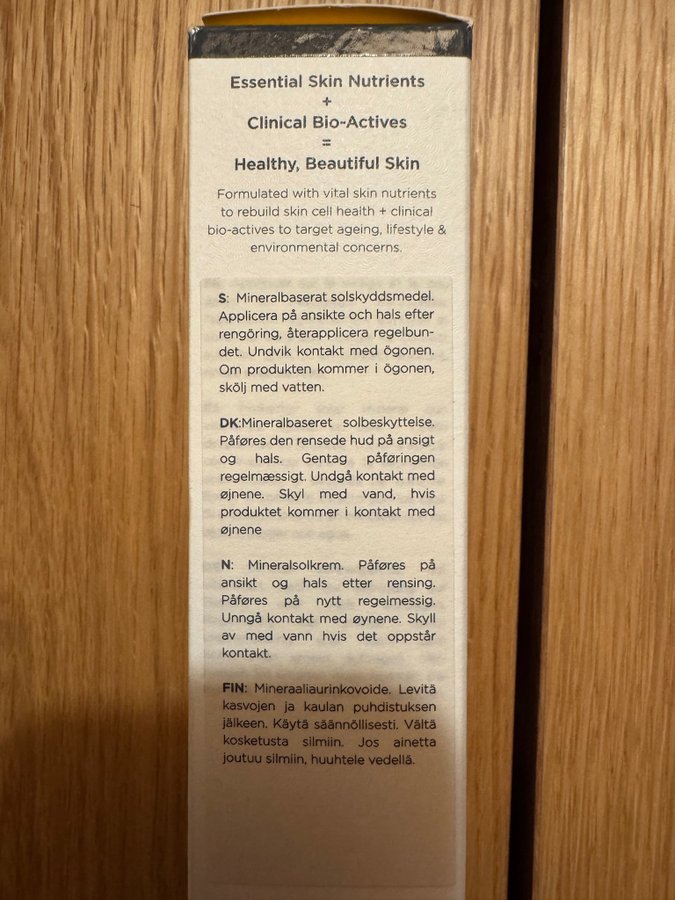 Essential Skin Nutrients
+
Clinical Bio-Actives
=
Healthy, Beautiful Skin
Formulated with vital skin nutrients
to rebuild skin cell health + clinical
bio-actives to target ageing, lifestyle &
environmental concerns.
S: Mineralbaserat solskyddsmedel.
Applicera på ansikte och hals efter
rengöring, återapplicera regelbun-
det. Undvik kontakt med ögonen.
Om produkten kommer i ögonen,
skölj med vatten.
DK:Mineralbaseret solbeskyttelse.
Påføres den rensede hud på ansigt
og hals. Gentag påføringen
regelmæssigt. Undgå kontakt med
øjnene. Skyl med vand, hvis
produktet kommer i kontakt med
øjnene
N: Mineralsolkrem. Påføres på
ansikt og hals etter rensing.
Påføres på nytt regelmessig.
Unngå kontakt med øynene. Skyll
av med vann hvis det oppstår
kontakt.
FIN: Mineraaliaurinkovoide. Levitä
kasvojen ja kaulan puhdistuksen
jälkeen. Käytä säännöllisesti. Vältä
kosketusta silmiin. Jos ainetta
joutuu silmiin, huuhtele vedellä.